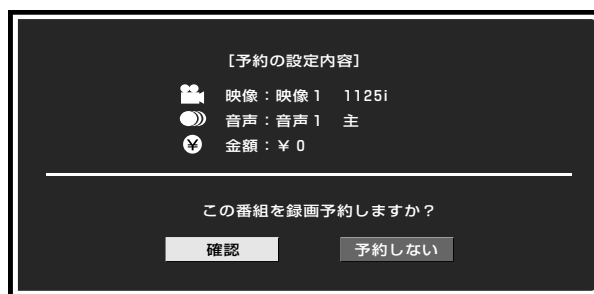 ［予約の設定内容］
映像：映像１　1125i
音声：音声１　主
¥ 金額：¥ 0
この番組を録画予約しますか？
確認　予約しない